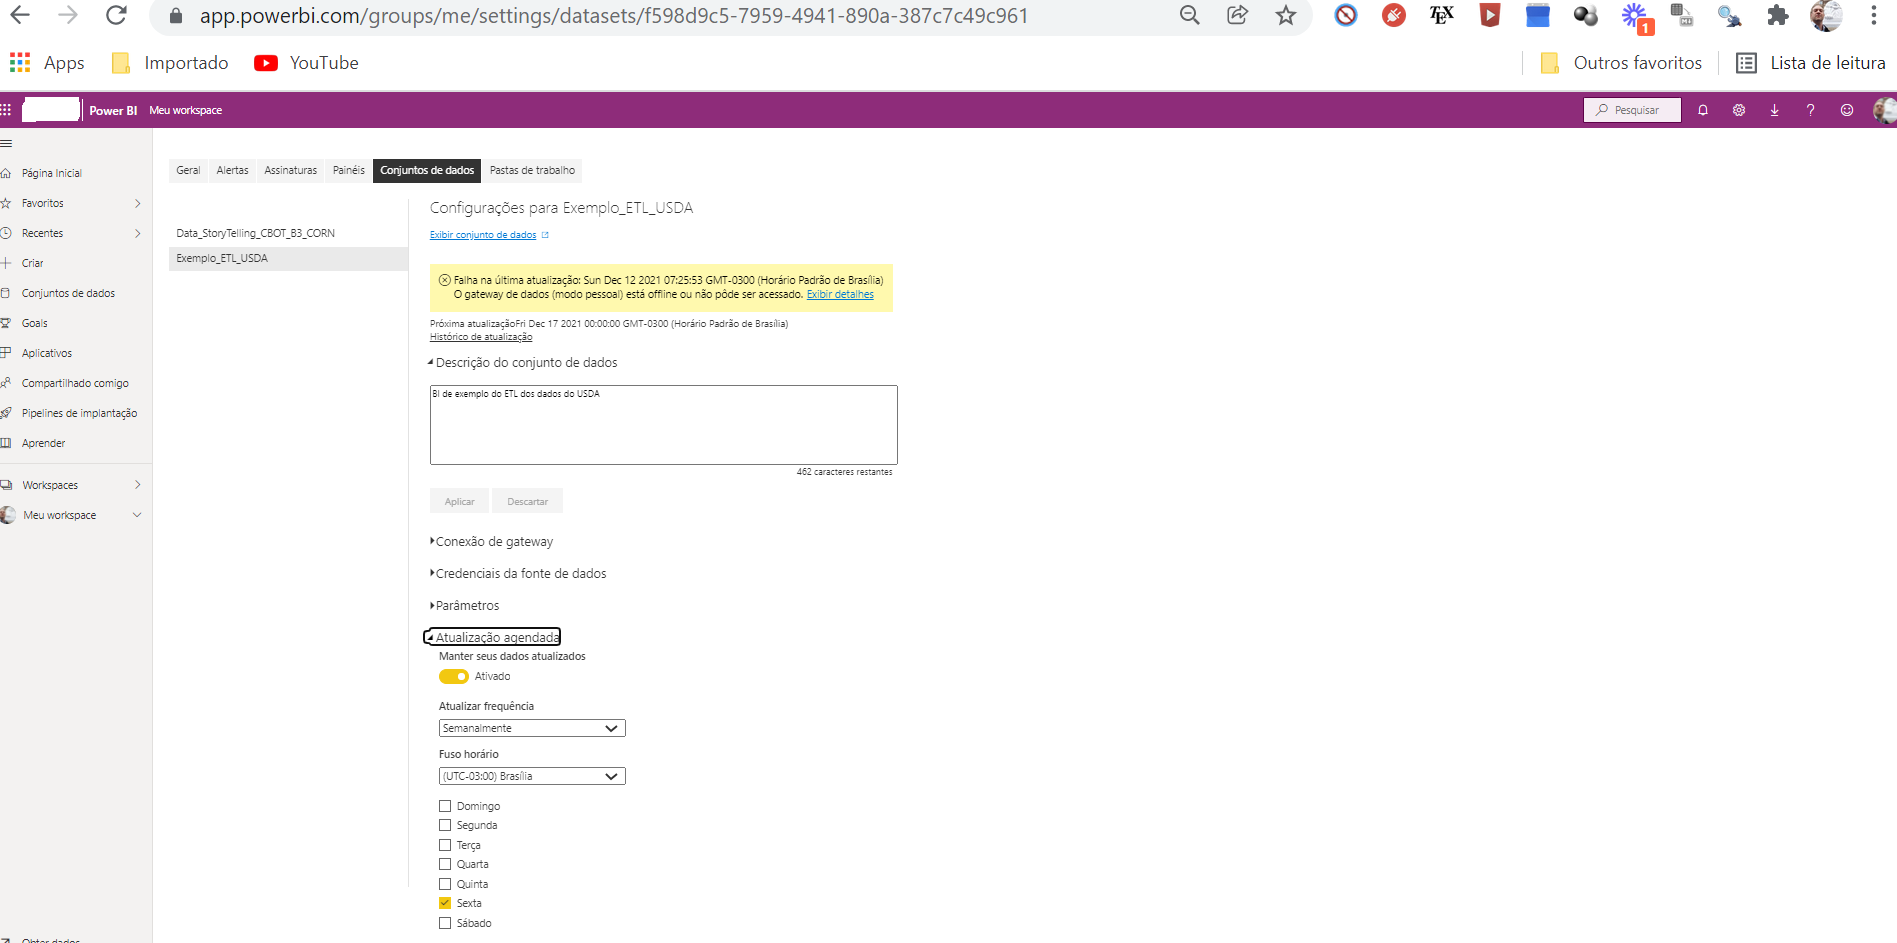 app.powerbi.com/groups/me/settings/datasets/f598d9c5-7959-4941-890a-387c7c49c961
TEX
1
Apps
Importado
YouTube
Outros favoritos
Lista de leitura
Power BI
Meu workspace
Pesquisar
Página Inicial
Favoritos
Recentes
Criar
Conjuntos de dados
Goals
Aplicativos
Compartilhado comigo
Pipelines de implantação
Aprender
Workspaces
Meu workspace
Obter dados
Geral
Alertas
Assinaturas
Painéis
Conjuntos de dados
Pastas de trabalho
Data_StoryTelling_CBOT_B3_CORN
Exemplo_ETL_USDA
Configurações para Exemplo_ETL_USDA
Exibir conjunto de dados
Falha na última atualização: Sun Dec 12 2021 07:25:53 GMT-0300 (Horário Padrão de Brasília)
O gateway de dados (modo pessoal) está offline ou não pôde ser acessado. Exibir detalhes
Próxima atualizaçãoFri Dec 17 2021 00:00:00 GMT-0300 (Horário Padrão de Brasília)
Histórico de atualização
Descrição do conjunto de dados
BI de exemplo do ETL dos dados do USDA
462 caracteres restantes
Aplicar
Descartar
Conexão de gateway
Credenciais da fonte de dados
Parâmetros
Atualização agendada
Manter seus dados atualizados
Ativado
Atualizar frequência
Semanalmente
Fuso horário
(UTC-03:00) Brasília
Domingo
Segunda
Terça
Quarta
Quinta
Sexta
Sábado